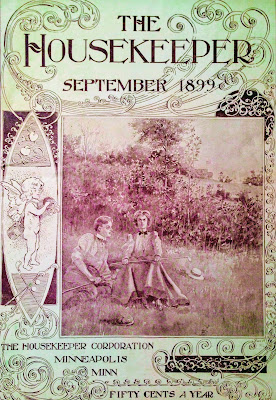 THE
HOUSEKEEPER
SEPTEMBER 1899
THE HOUSEKEEPER CORPORATION
MINNEAPOLIS
MINN
FIFTY CENTS A YEAR